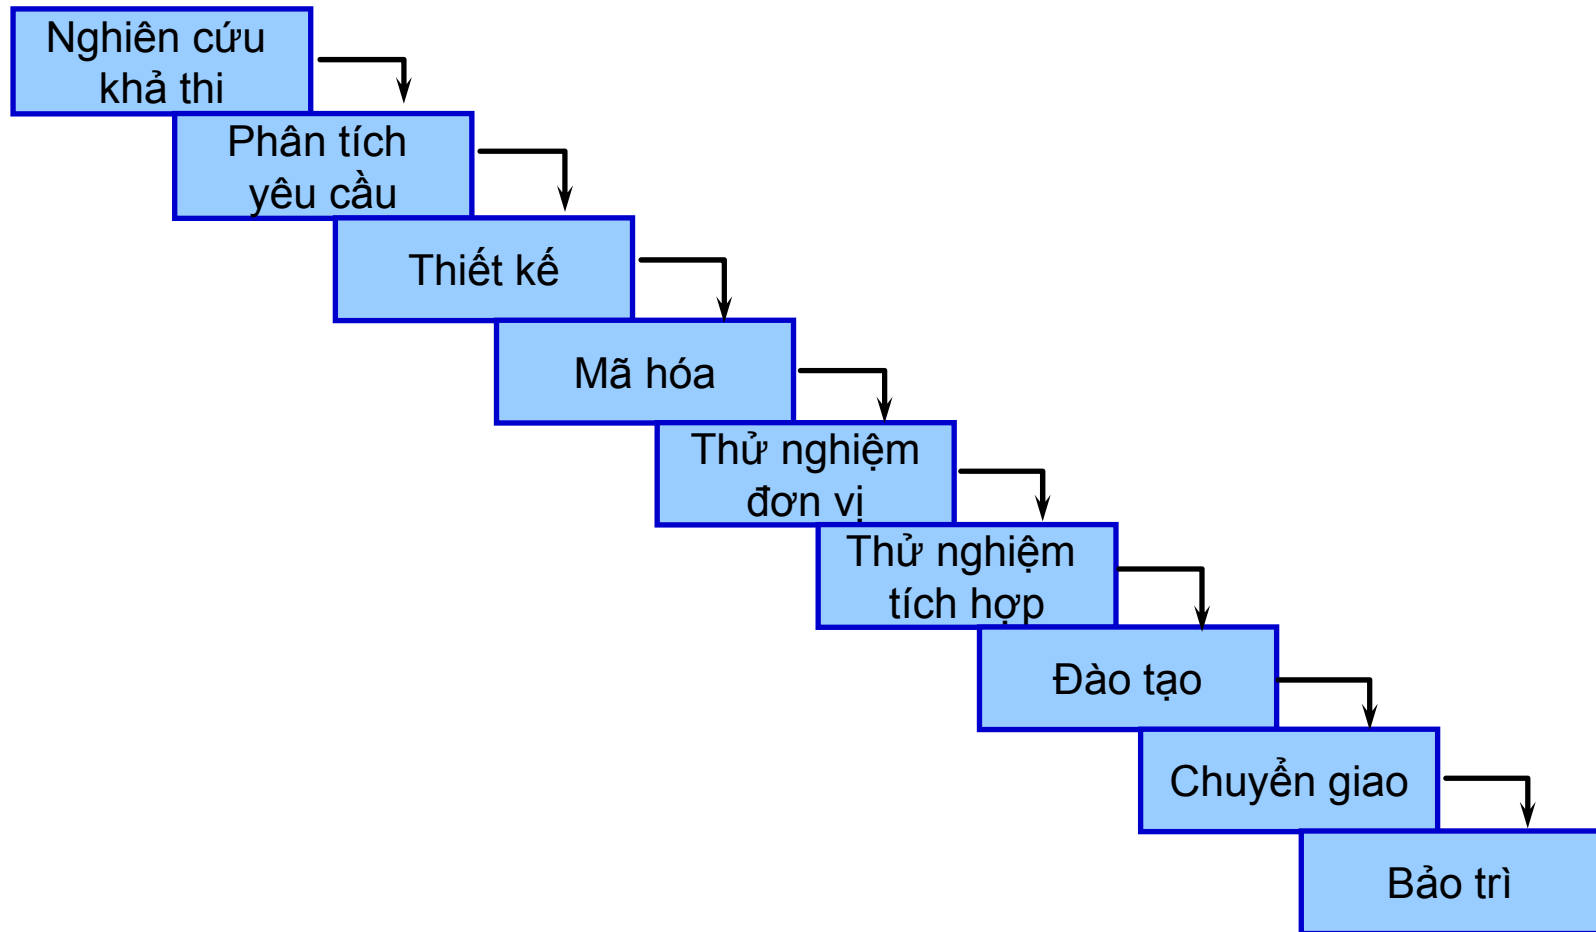 Nghiên cứu
khả thi
Phân tích
yêu cầu
Thiết kế
Mã hóa
Thử nghiệm
đơn vị
Thử nghiệm
tích hợp
Đào tạo
Chuyển giao
Bảo trì